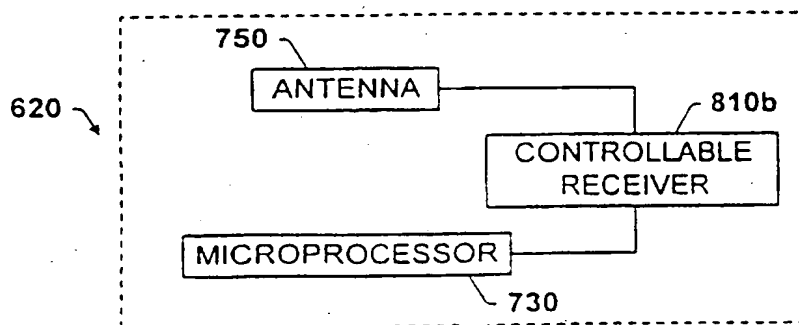 750
ANTENNA
620
810b
CONTROLLABLE
RECEIVER
MICROPROCESSOR
730